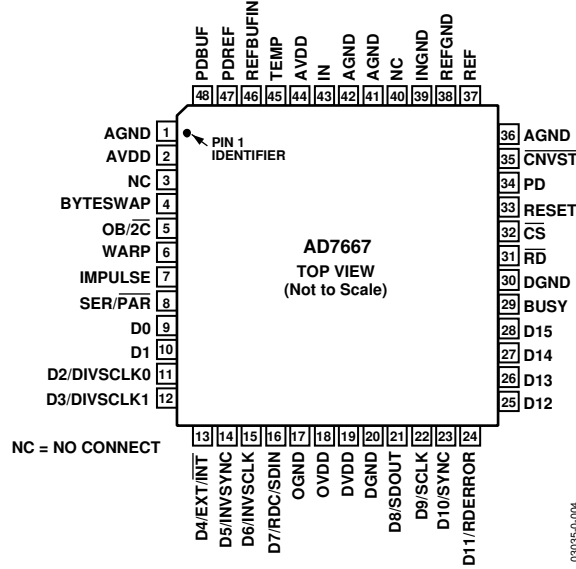 PDBUF
PDREF
REFBUFIN
TEMP
AVDD
IN
AGND
AGND
NC
INGND
REFGND
REF
48 47 46 45 44 43 42 41 40 39 38 37
AGND 1
AVDD 2
NC 3
BYTESWAP 4
OB/2C 5
WARP 6
IMPULSE 7
SER/PAR 8
D0 9
D1 10
D2/DIVSCLK0 11
D3/DIVSCLK1 12
PIN 1
IDENTIFIER
AD7667
TOP VIEW
(Not to Scale)
36 AGND
35 CNVST
34 PD
33 RESET
32 CS
31 RD
30 DGND
29 BUSY
28 D15
27 D14
26 D13
25 D12
13 14 15 16 17 18 19 20 21 22 23 24
D4/EXT/INT
D5/INVSYNC
D6/INVSCLK
D7/RDC/SDIN
OGND
OVDD
DVDD
DGND
D8/SDOUT
D9/SCLK
D10/SYNC
D11/RDERROR
NC = NO CONNECT
03035-0-004